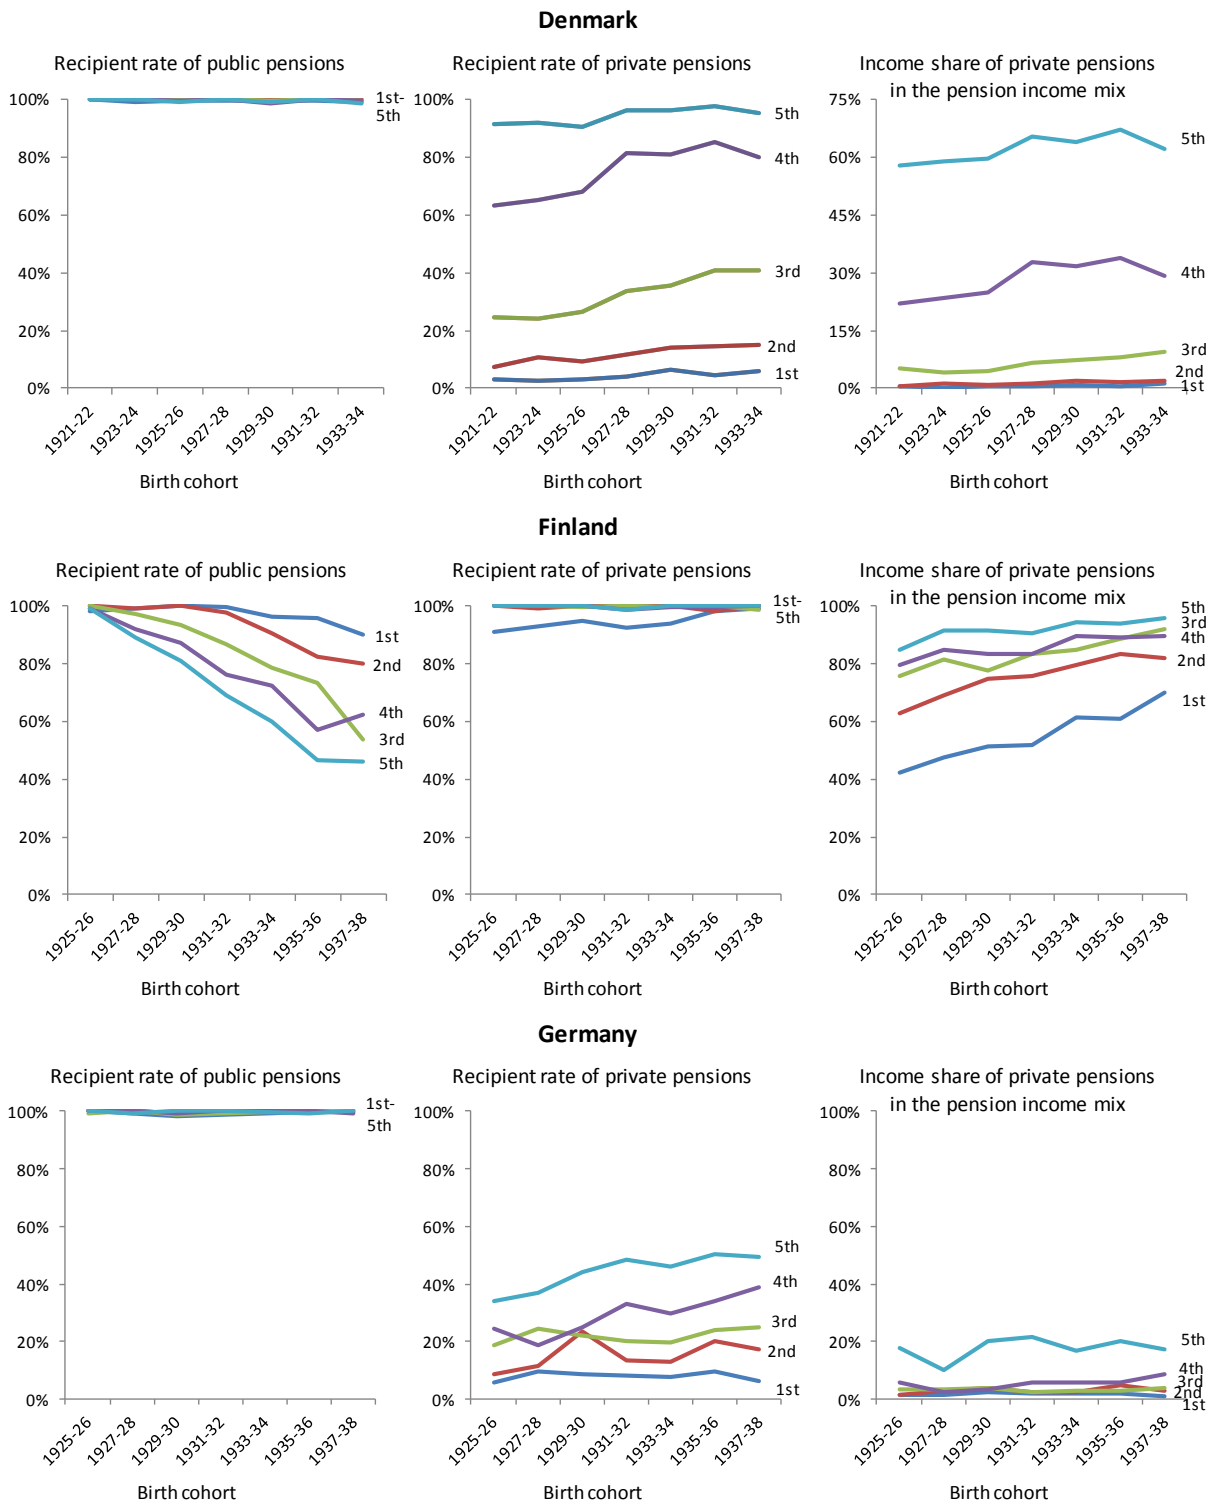 Denmark
Recipient rate of public pensions
100%
80%
60%
40%
20%
0%
1st-
5th
1921-22
1923-24
1925-26
1927-28
1929-30
1931-32
1933-34
Birth cohort
Recipient rate of private pensions
100%
80%
60%
40%
20%
0%
5th
4th
3rd
2nd
1st
1921-22
1923-24
1925-26
1927-28
1929-30
1931-32
1933-34
Birth cohort
Income share of private pensions
in the pension income mix
75%
60%
45%
30%
15%
0%
5th
4th
3rd
2nd
1st
1921-22
1923-24
1925-26
1927-28
1929-30
1931-32
1933-34
Birth cohort
Finland
Recipient rate of public pensions
100%
80%
60%
40%
20%
0%
1st
2nd
4th
3rd
5th
1925-26
1927-28
1929-30
1931-32
1933-34
1935-36
1937-38
Birth cohort
Recipient rate of private pensions
100%
80%
60%
40%
20%
0%
1st-
5th
1925-26
1927-28
1929-30
1931-32
1933-34
1935-36
1937-38
Birth cohort
Income share of private pensions
in the pension income mix
100%
80%
60%
40%
20%
0%
5th
3rd
4th
2nd
1st
1925-26
1927-28
1929-30
1931-32
1933-34
1935-36
1937-38
Birth cohort
Germany
Recipient rate of public pensions
100%
80%
60%
40%
20%
0%
1st-
5th
1925-26
1927-28
1929-30
1931-32
1933-34
1935-36
1937-38
Birth cohort
Recipient rate of private pensions
100%
80%
60%
40%
20%
0%
5th
4th
3rd
2nd
1st
1925-26
1927-28
1929-30
1931-32
1933-34
1935-36
1937-38
Birth cohort
Income share of private pensions
in the pension income mix
100%
80%
60%
40%
20%
0%
5th
4th
3rd
2nd
1st
1925-26
1927-28
1929-30
1931-32
1933-34
1935-36
1937-38
Birth cohort